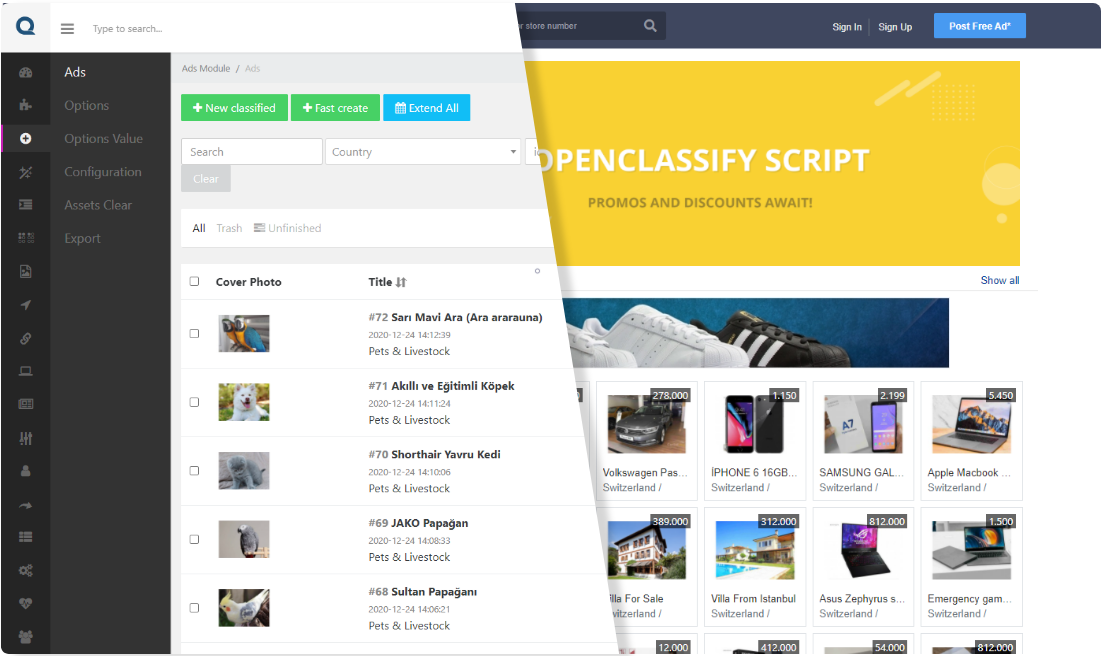 Type to search...
Ads
Options
Options Value
Configuration
Assets Clear
Export
Ads Module / Ads
New classified
Fast create
Extend All
Search
Country
Clear
All
Trash
Unfinished
Cover Photo
Title
#72 Sarı Mavi Ara (Ara ararauna)
2020-12-24 14:12:39
Pets & Livestock
#71 Akıllı ve Eğitimli Köpek
2020-12-24 14:11:24
Pets & Livestock
#70 Shorthair Yavru Kedi
2020-12-24 14:10:06
Pets & Livestock
#69 JAKO Papağan
2020-12-24 14:08:33
Pets & Livestock
#68 Sultan Papağanı
2020-12-24 14:06:21
Pets & Livestock
or store number
Sign In
Sign Up
Post Free Ad*
OPENCLASSIFY SCRIPT
PROMOS AND DISCOUNTS AWAIT!
Show all
278.000
1.150
2.199
5.450
A7
Volkswagen Pas...
İPHONE 6 16GB...
SAMSUNG GAL...
Apple Macbook ...
Switzerland /
Switzerland /
Switzerland /
Switzerland /
389.000
312.000
812.000
1.500
Villa For Sale
Villa From Istanbul
Asus Zephyrus s...
Emergency gam...
Switzerland /
Switzerland /
Switzerland /
Switzerland /
12.000
412.000
54.000
812.000